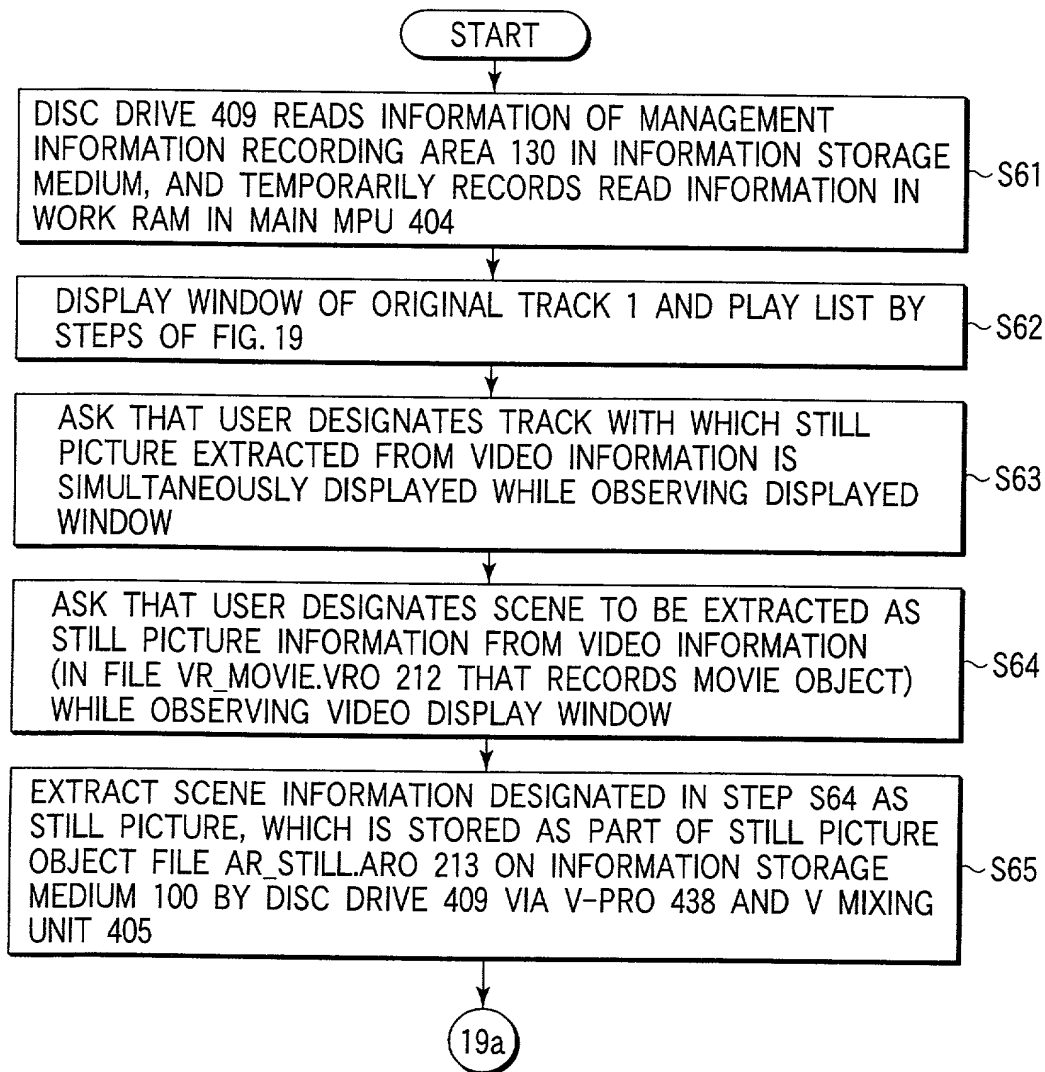 START
DISC DRIVE 409 READS INFORMATION OF MANAGEMENT
INFORMATION RECORDING AREA 130 IN INFORMATION STORAGE
MEDIUM, AND TEMPORARILY RECORDS READ INFORMATION IN
WORK RAM IN MAIN MPU 404
S61
DISPLAY WINDOW OF ORIGINAL TRACK 1 AND PLAY LIST BY
STEPS OF FIG. 19
S62
ASK THAT USER DESIGNATES TRACK WITH WHICH STILL
PICTURE EXTRACTED FROM VIDEO INFORMATION IS
SIMULTANEOUSLY DISPLAYED WHILE OBSERVING DISPLAYED
WINDOW
S63
ASK THAT USER DESIGNATES SCENE TO BE EXTRACTED AS
STILL PICTURE INFORMATION FROM VIDEO INFORMATION
(IN FILE VR_MOVIE.VRO 212 THAT RECORDS MOVIE OBJECT)
WHILE OBSERVING VIDEO DISPLAY WINDOW
S64
EXTRACT SCENE INFORMATION DESIGNATED IN STEP S64 AS
STILL PICTURE, WHICH IS STORED AS PART OF STILL PICTURE
OBJECT FILE AR_STILL.ARO 213 ON INFORMATION STORAGE
MEDIUM 100 BY DISC DRIVE 409 VIA V-PRO 438 AND V MIXING
UNIT 405
S65
19a